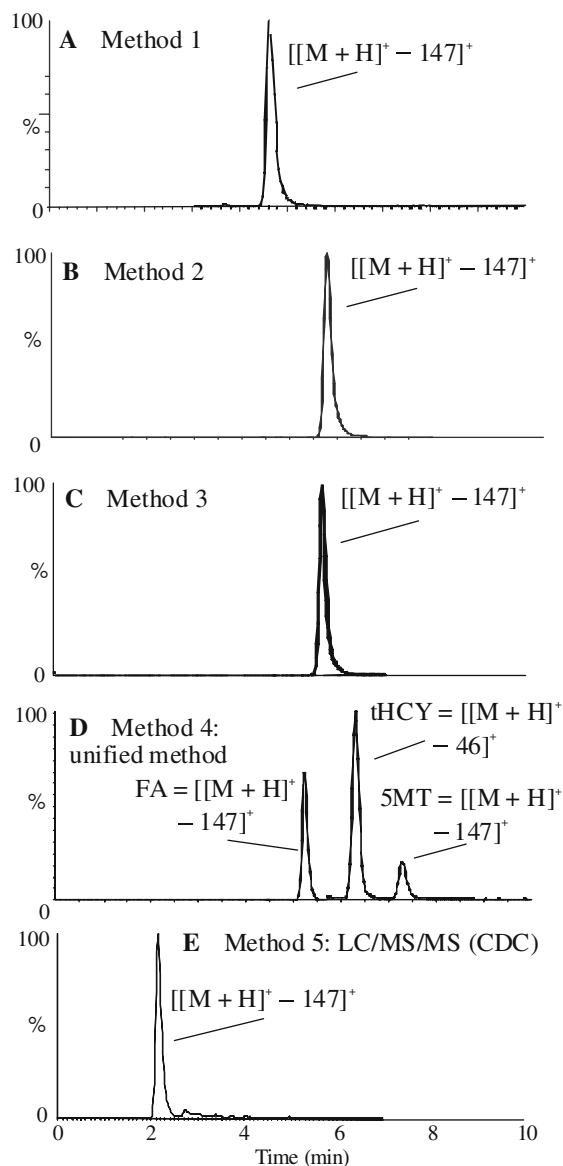 100
A Method 1
[[M + H]⁺ – 147]⁺
%
0
100
B Method 2
[[M + H]⁺ – 147]⁺
%
0
100
C Method 3
[[M + H]⁺ – 147]⁺
%
0
100
D Method 4:
unified method
tHCY = [[M + H]⁺
– 46]⁺
FA = [[M + H]⁺
– 147]⁺
5MT = [[M + H]⁺
– 147]⁺
%
0
100
E Method 5: LC/MS/MS (CDC)
[[M + H]⁺ – 147]⁺
%
0
0 2 4 6 8 10
Time (min)